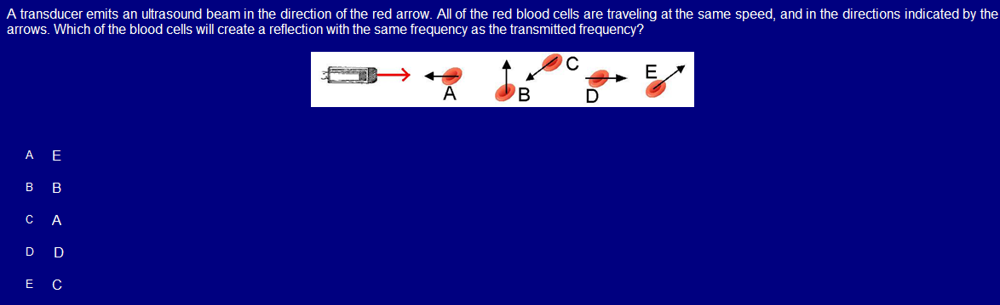 A transducer emits an ultrasound beam in the direction of the red arrow. All of the red blood cells are traveling at the same speed, and in the directions indicated by the
arrows. Which of the blood cells will create a reflection with the same frequency as the transmitted frequency?
A B C D E
A E
B B
C A
D D
E C